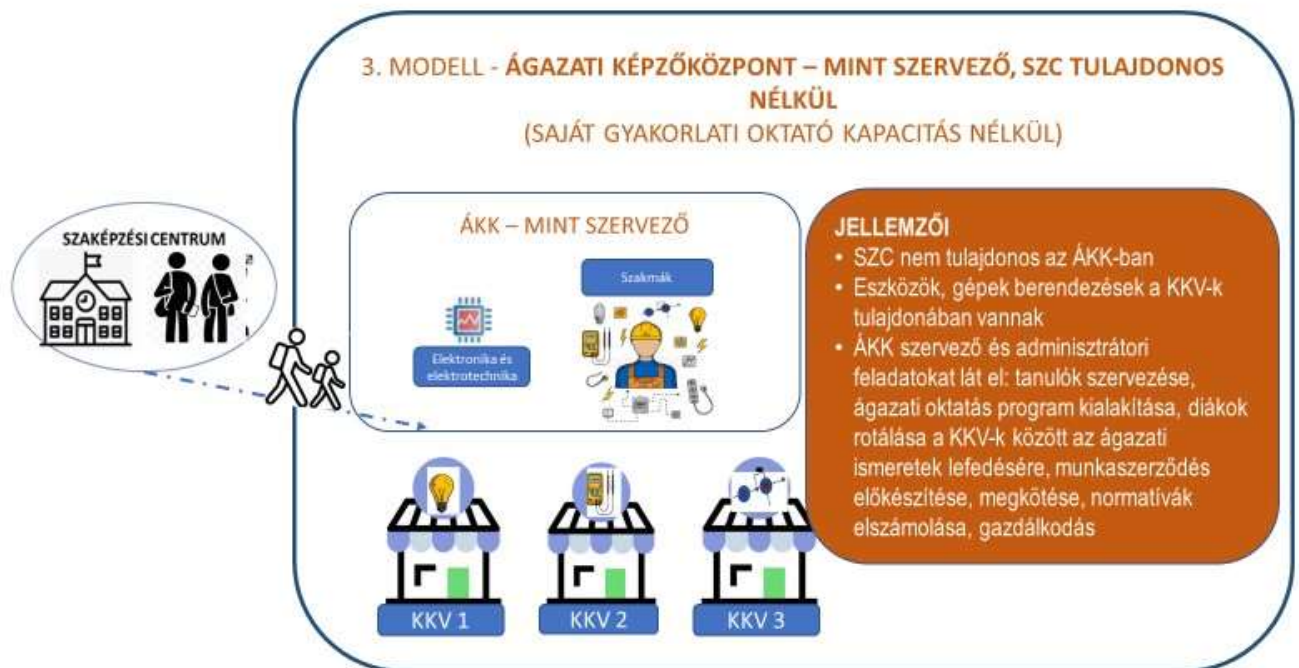 3. MODELL - ÁGAZATI KÉPZŐKÖZPONT – MINT SZERVEZŐ, SZC TULAJDONOS
NÉLKÜL
(SAJÁT GYAKORLATI OKTATÓ KAPACITÁS NÉLKÜL)
SZAKÉPZÉSI CENTRUM
ÁKK – MINT SZERVEZŐ
Szakmák
Elektronika és
elektrotechnika
JELLEMZŐI
• SZC nem tulajdonos az ÁKK-ban
• Eszközök, gépek berendezések a KKV-k
tulajdonában vannak
• ÁKK szervező és adminisztrátori
feladatokat lát el: tanulók szervezése,
ágazati oktatás program kialakítása, diákok
rotálása a KKV-k között az ágazati
ismeretek lefedésére, munkaszerződés
előkészítése, megkötése, normatívák
elszámolása, gazdálkodás
KKV 1
KKV 2
KKV 3